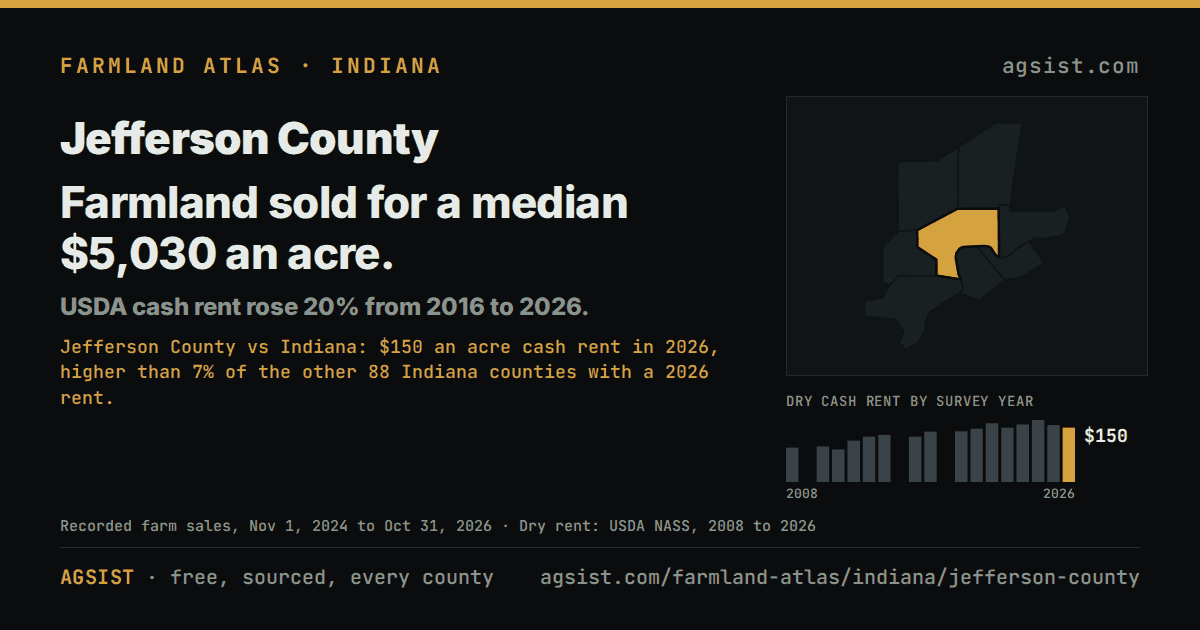 FARMLAND ATLAS · INDIANA
agsist.com
Jefferson County
Farmland sold for a median
$5,030 an acre.
USDA cash rent rose 20% from 2016 to 2026.
Jefferson County vs Indiana: $150 an acre cash rent in 2026,
higher than 7% of the other 88 Indiana counties with a 2026
rent.
DRY CASH RENT BY SURVEY YEAR
$150
2008
2026
Recorded farm sales, Nov 1, 2024 to Oct 31, 2026 · Dry rent: USDA NASS, 2008 to 2026
AGSIST · free, sourced, every county
agsist.com/farmland-atlas/indiana/jefferson-county